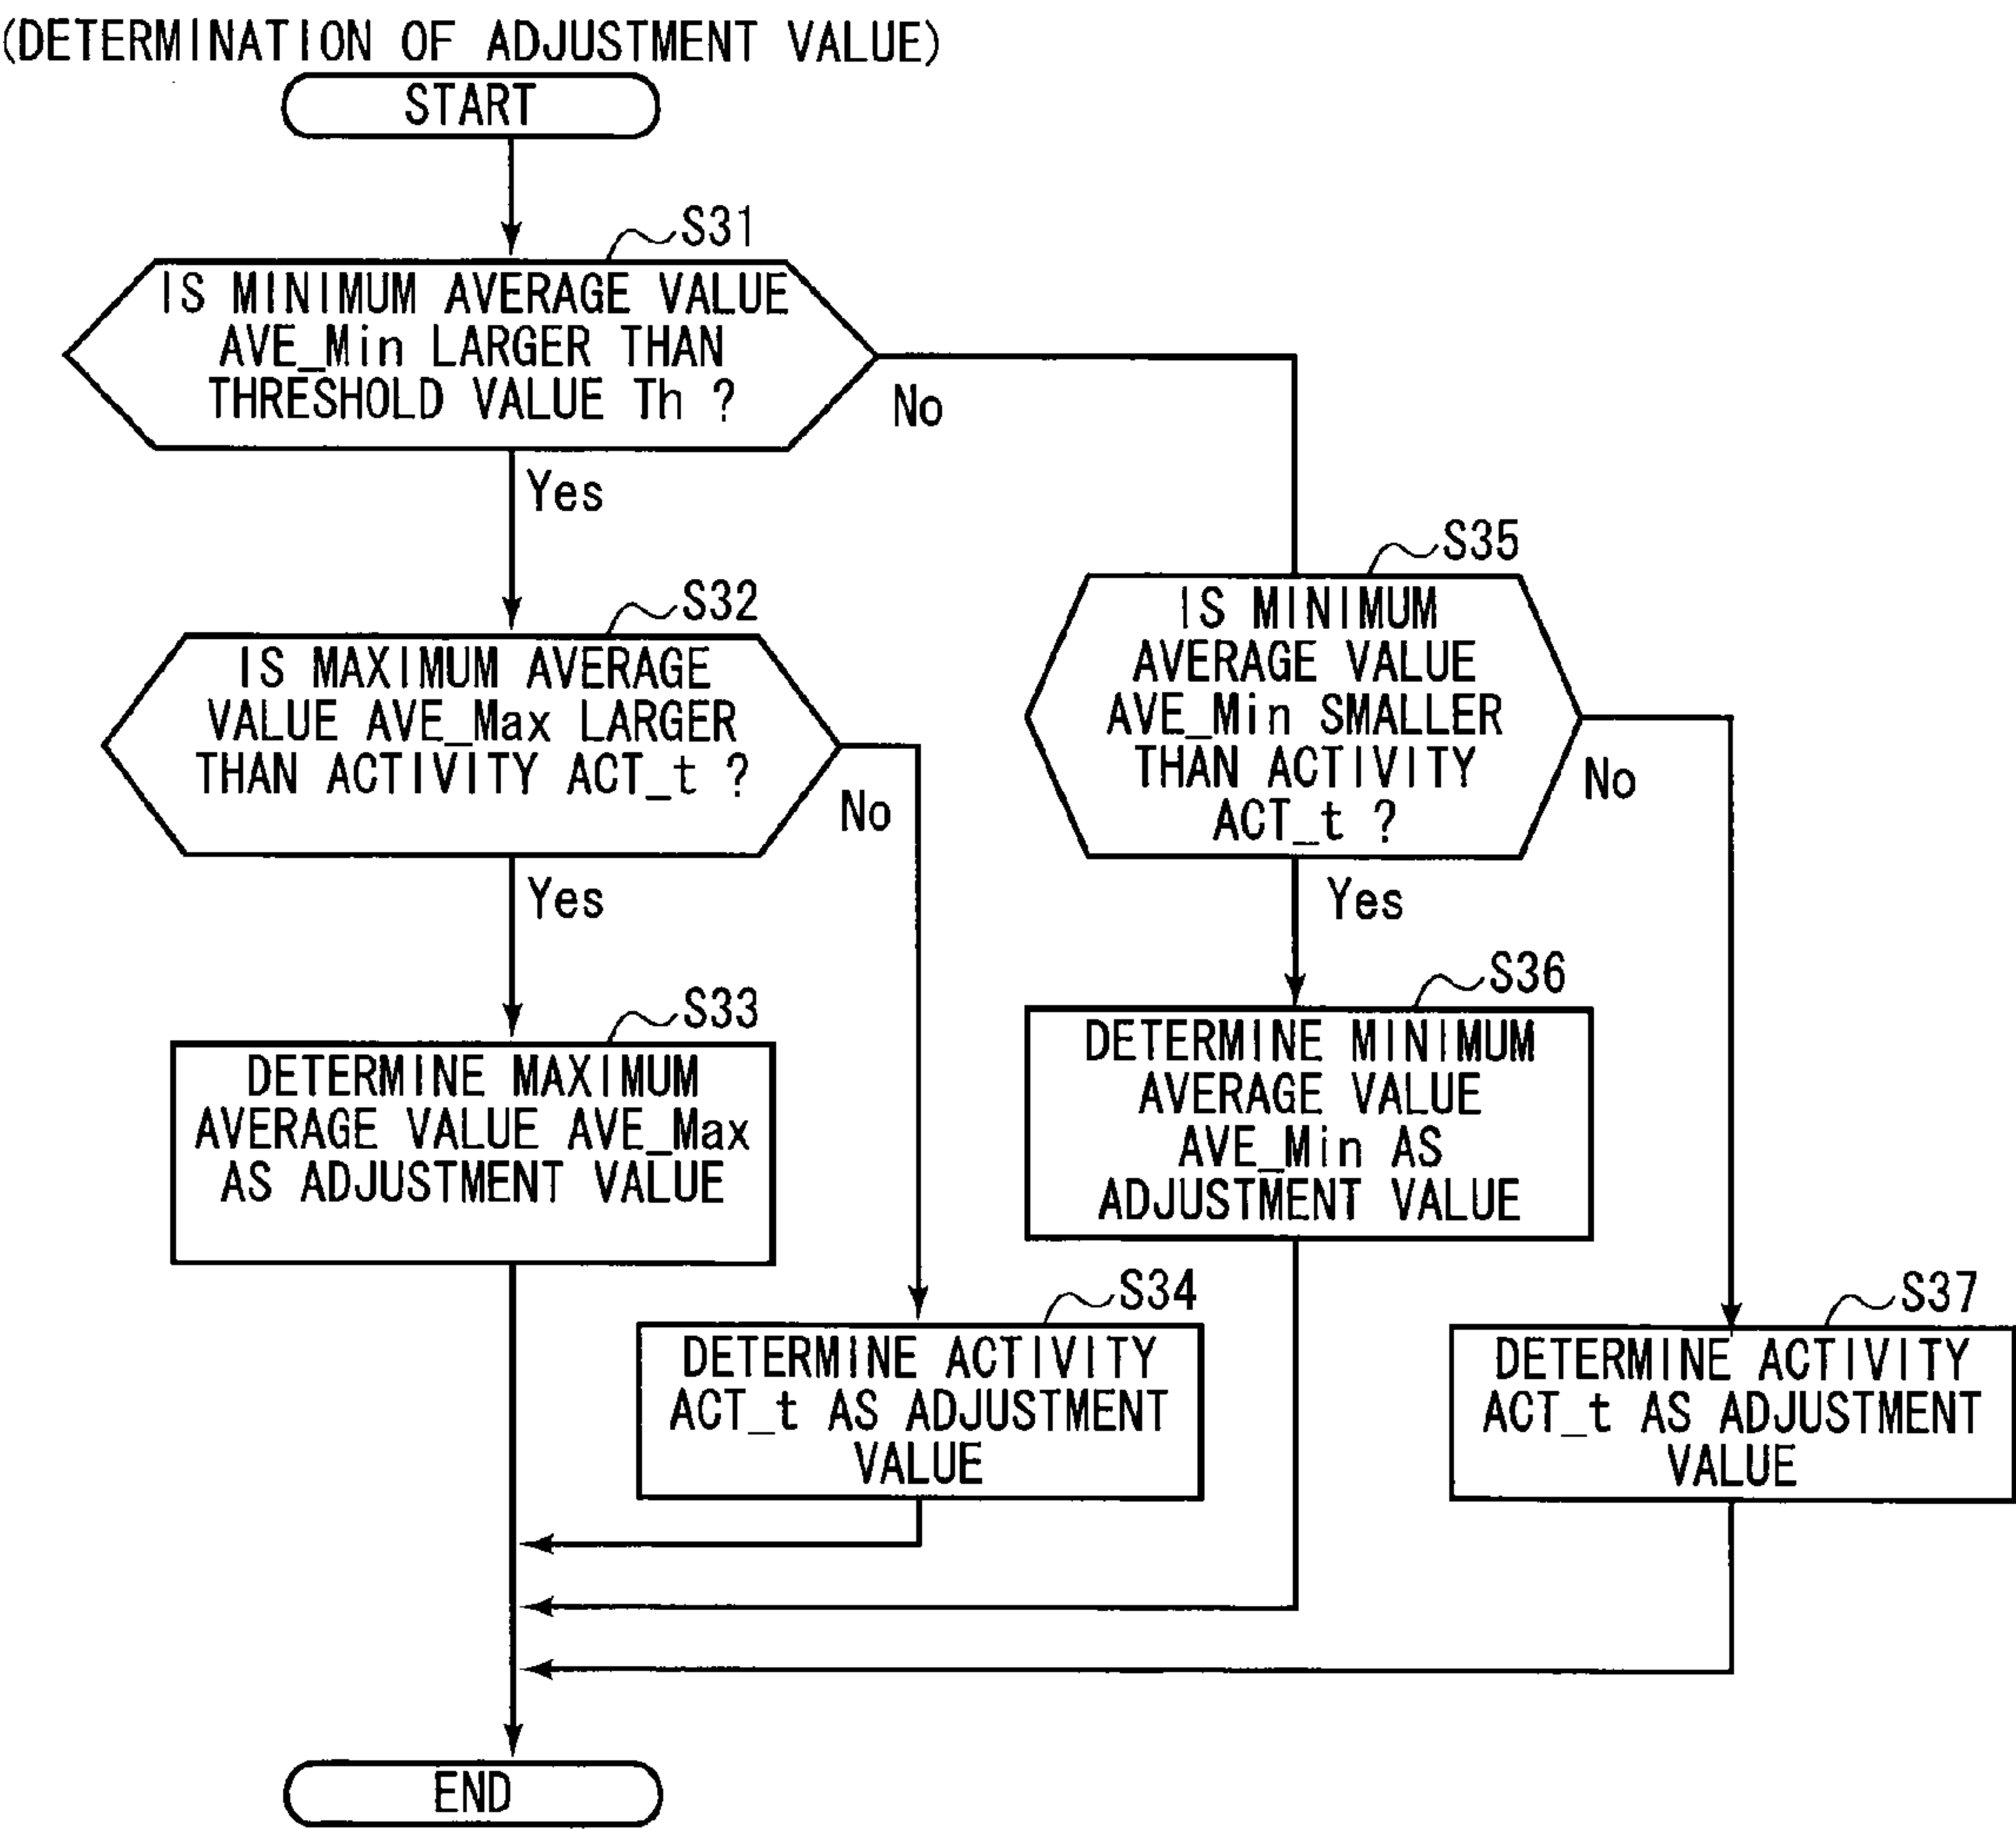 (DETERMINATION OF ADJUSTMENT VALUE)
START
S31
IS MINIMUM AVERAGE VALUE
AVE_Min LARGER THAN
THRESHOLD VALUE Th ?
No
Yes
S32
IS MAXIMUM AVERAGE
VALUE AVE_Max LARGER
THAN ACTIVITY ACT_t ?
No
Yes
S33
DETERMINE MAXIMUM
AVERAGE VALUE AVE_Max
AS ADJUSTMENT VALUE
S34
DETERMINE ACTIVITY
ACT_t AS ADJUSTMENT
VALUE
S35
IS MINIMUM
AVERAGE VALUE
AVE_Min SMALLER
THAN ACTIVITY
ACT_t ?
No
Yes
S36
DETERMINE MINIMUM
AVERAGE VALUE
AVE_Min AS
ADJUSTMENT VALUE
S37
DETERMINE ACTIVITY
ACT_t AS ADJUSTMENT
VALUE
END